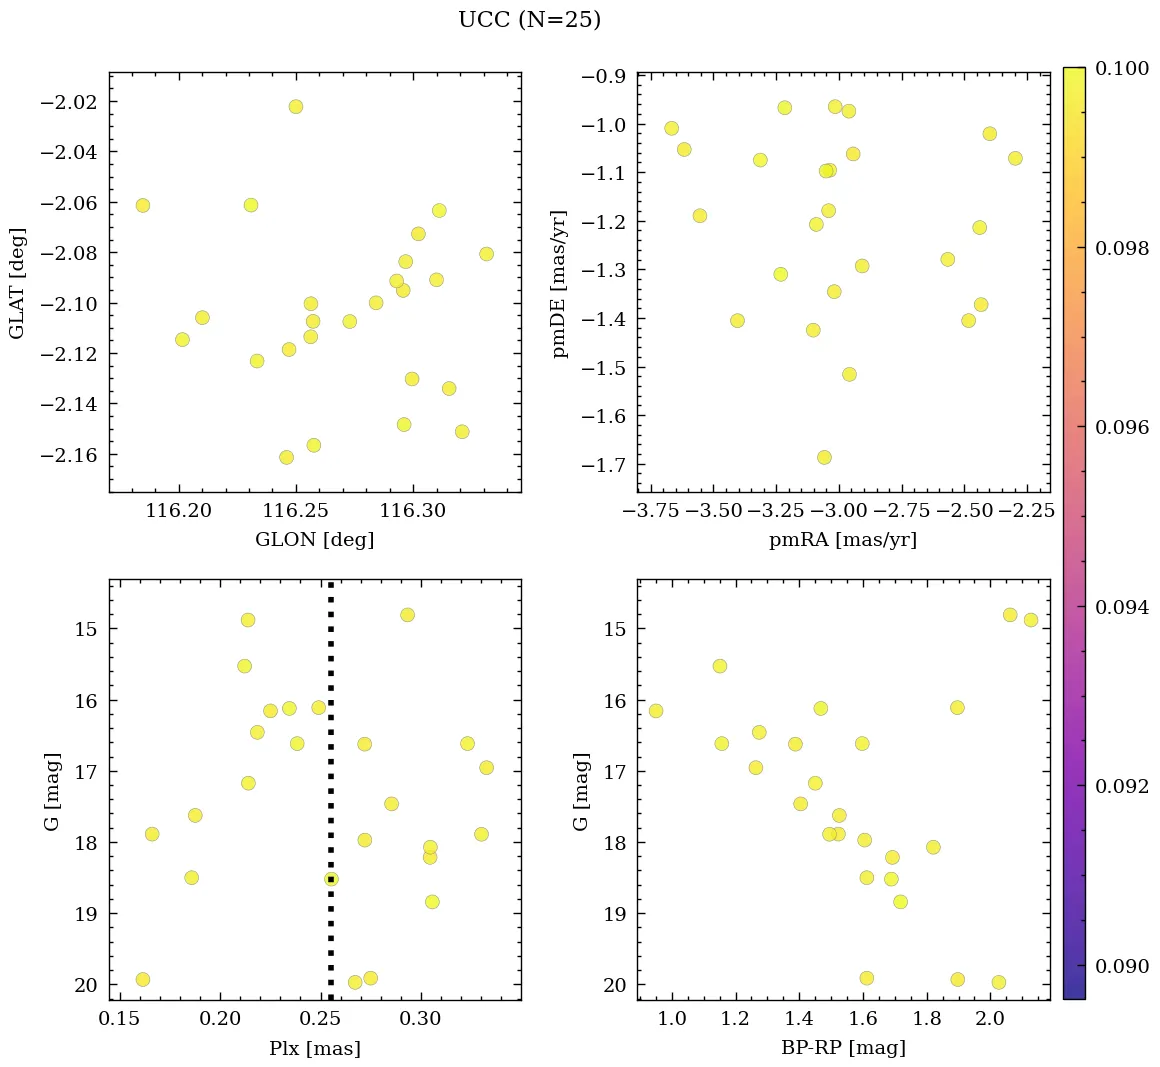 UCC (N=25)
−2.02
−2.04
−2.06
−2.08
−2.10
−2.12
−2.14
−2.16
GLAT [deg]
116.20 116.25 116.30
GLON [deg]
−0.9
−1.0
−1.1
−1.2
−1.3
−1.4
−1.5
−1.6
−1.7
pmDE [mas/yr]
−3.75 −3.50 −3.25 −3.00 −2.75 −2.50 −2.25
pmRA [mas/yr]
0.100
0.098
0.096
0.094
0.092
0.090
15
16
17
18
19
20
G [mag]
0.15 0.20 0.25 0.30
Plx [mas]
15
16
17
18
19
20
G [mag]
1.0 1.2 1.4 1.6 1.8 2.0
BP-RP [mag]